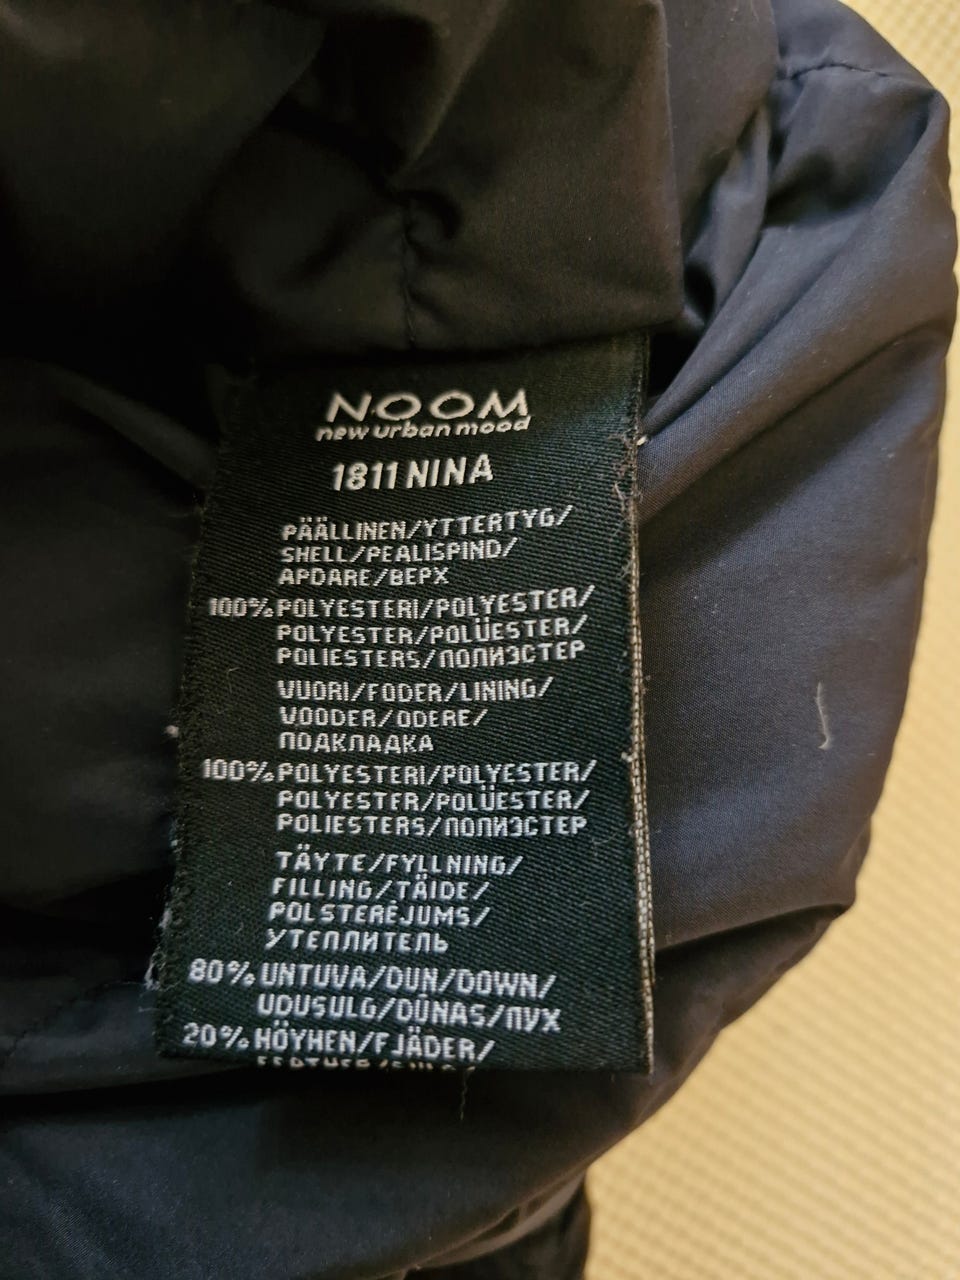 NOOM
new urban mood
1811 NINA
PÄÄLLINEN/YTTERTYG/
SHELL/PEALISPIND/
APDARE/ВЕРХ
100% POLYESTERI/POLYESTER/
POLYESTER/POLÜESTER/
POLIESTERS/ПОЛИЭСТЕР
VUORI/FODER/LINING/
VOODER/ODERE/
ПОДКЛАДКА
100% POLYESTERI/POLYESTER/
POLYESTER/POLÜESTER/
POLIESTERS/ПОЛИЭСТЕР
TÄYTE/FYLLNING/
FILLING/TÄIDE/
POLSTERĖJUMS/
УТЕПЛИТЕЛЬ
80% UNTUVA/DUN/DOWN/
UDUSULG/DŪNAS/ПУХ
20% HÖYHEN/FJÄDER/